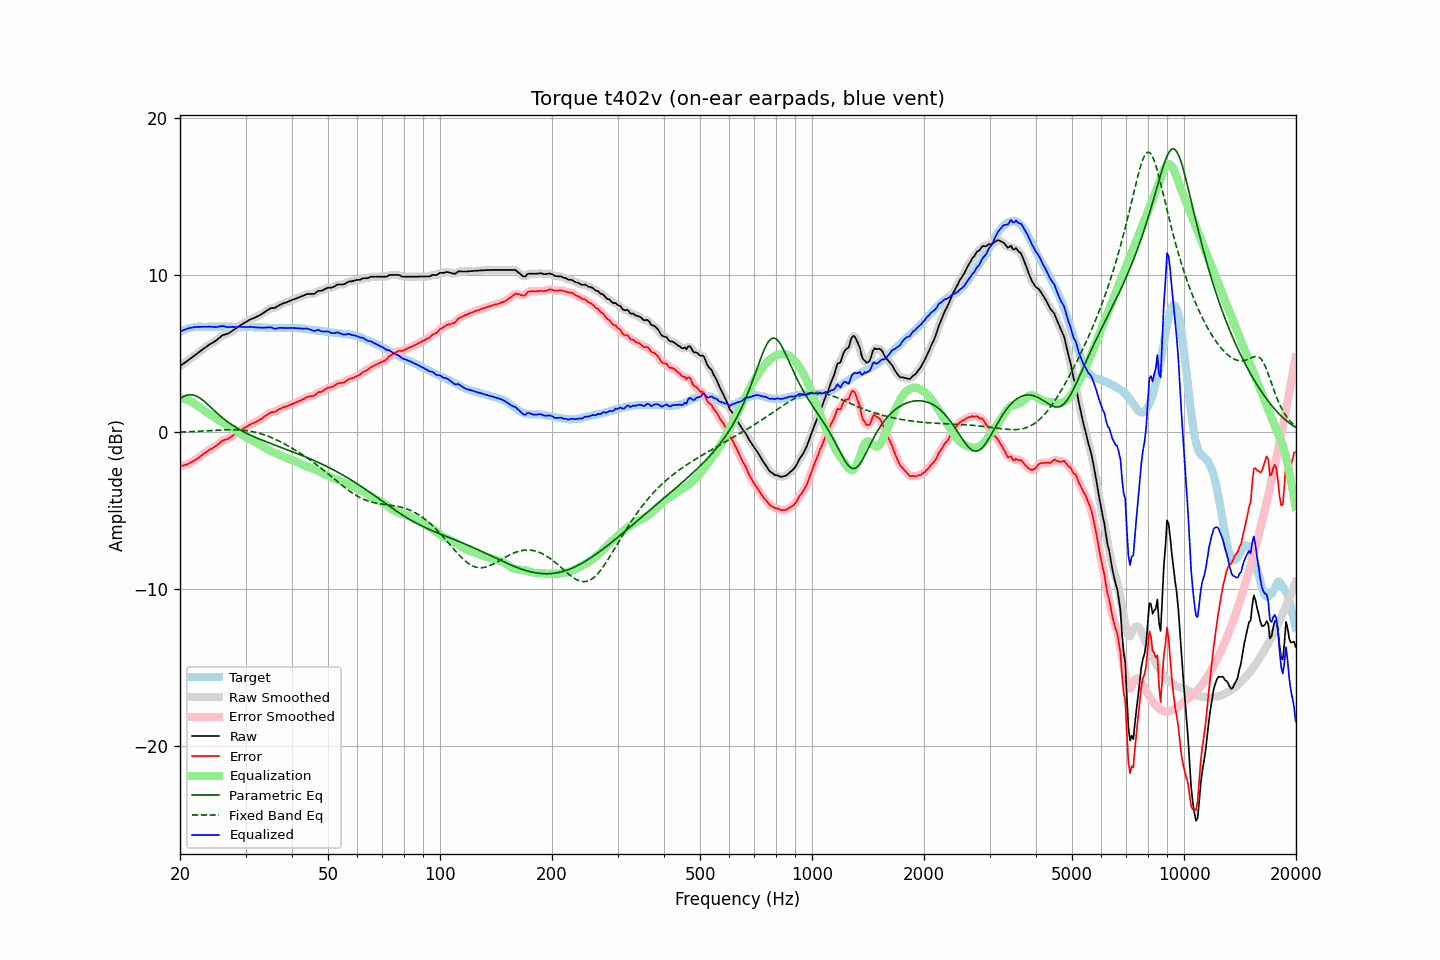 Torque t402v (on-ear earpads, blue vent)
20
10
0
−10
−20
Amplitude (dBr)
Target
Raw Smoothed
Error Smoothed
Raw
Error
Equalization
Parametric Eq
Fixed Band Eq
Equalized
20 50 100 200 500 1000 2000 5000 10000 20000
Frequency (Hz)